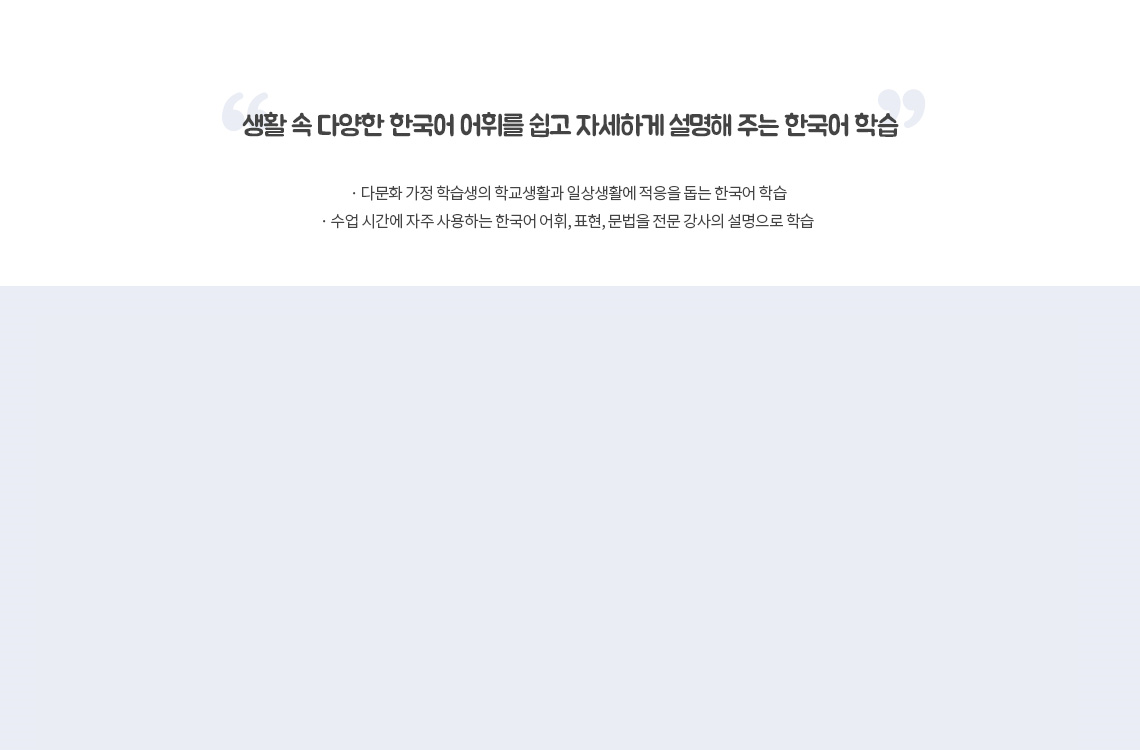 “생활 속 다양한 한국어 어휘를 쉽고 자세하게 설명해 주는 한국어 학습”
· 다문화 가정 학습생의 학교생활과 일상생활에 적응을 돕는 한국어 학습
· 수업 시간에 자주 사용하는 한국어 어휘, 표현, 문법을 전문 강사의 설명으로 학습